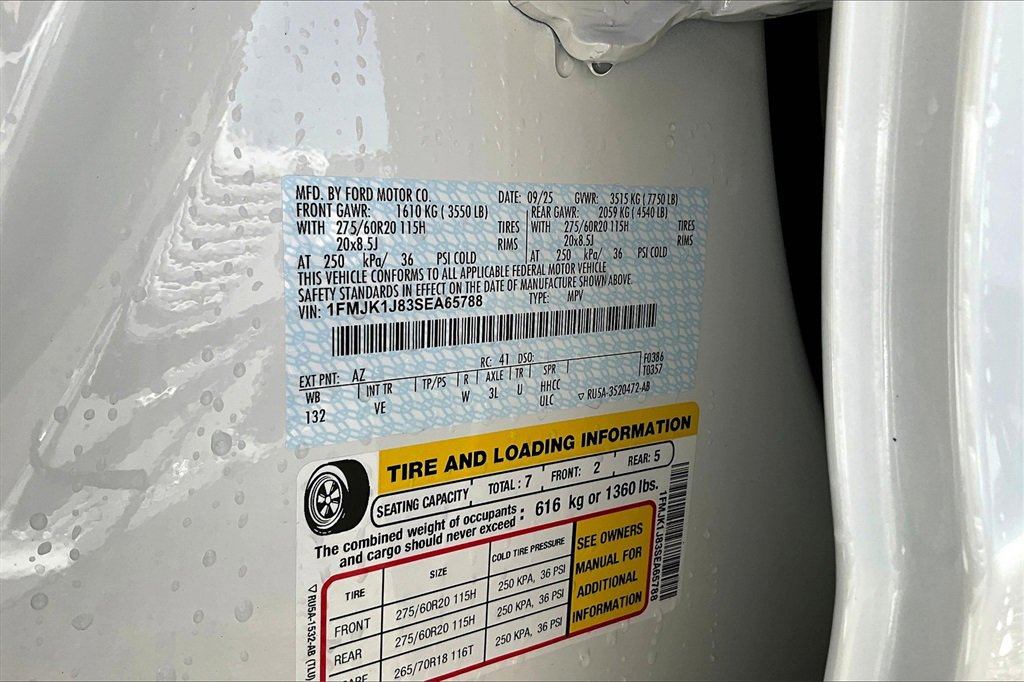 MFD. BY FORD MOTOR CO. DATE: 09/25 GVWR: 3515 KG ( 7750 LB)
FRONT GAWR: 1610 KG ( 3550 LB) REAR GAWR: 2059 KG ( 4540 LB)
WITH 275/60R20 115H TIRES WITH 275/60R20 115H TIRES
20x8.5J RIMS 20x8.5J RIMS
AT 250 kPa/ 36 PSI COLD AT 250 kPa/ 36 PSI COLD
THIS VEHICLE CONFORMS TO ALL APPLICABLE FEDERAL MOTOR VEHICLE
SAFETY STANDARDS IN EFFECT ON THE DATE OF MANUFACTURE SHOWN ABOVE.
VIN: 1FMJK1J83SEA65788 TYPE: MPV
EXT PNT: AZ RC: 41 DSO: F0386
WB INT TR TP/PS R AXLE TR SPR T0357
132 VE W 3L U HHCC
ULC ▽ RU5A-3520472-AB
TIRE AND LOADING INFORMATION
SEATING CAPACITY TOTAL : 7 FRONT: 2 REAR: 5
The combined weight of occupants
and cargo should never exceed : 616 kg or 1360 lbs.
TIRE SIZE COLD TIRE PRESSURE
FRONT 275/60R20 115H 250 KPA, 36 PSI
REAR 275/60R20 115H 250 KPA, 36 PSI
265/70R18 116T 250 KPA, 36 PSI
SEE OWNERS
MANUAL FOR
ADDITIONAL
INFORMATION
1FMJK1J83SEA65788
▽ RU5A-1532-AB (TLU)